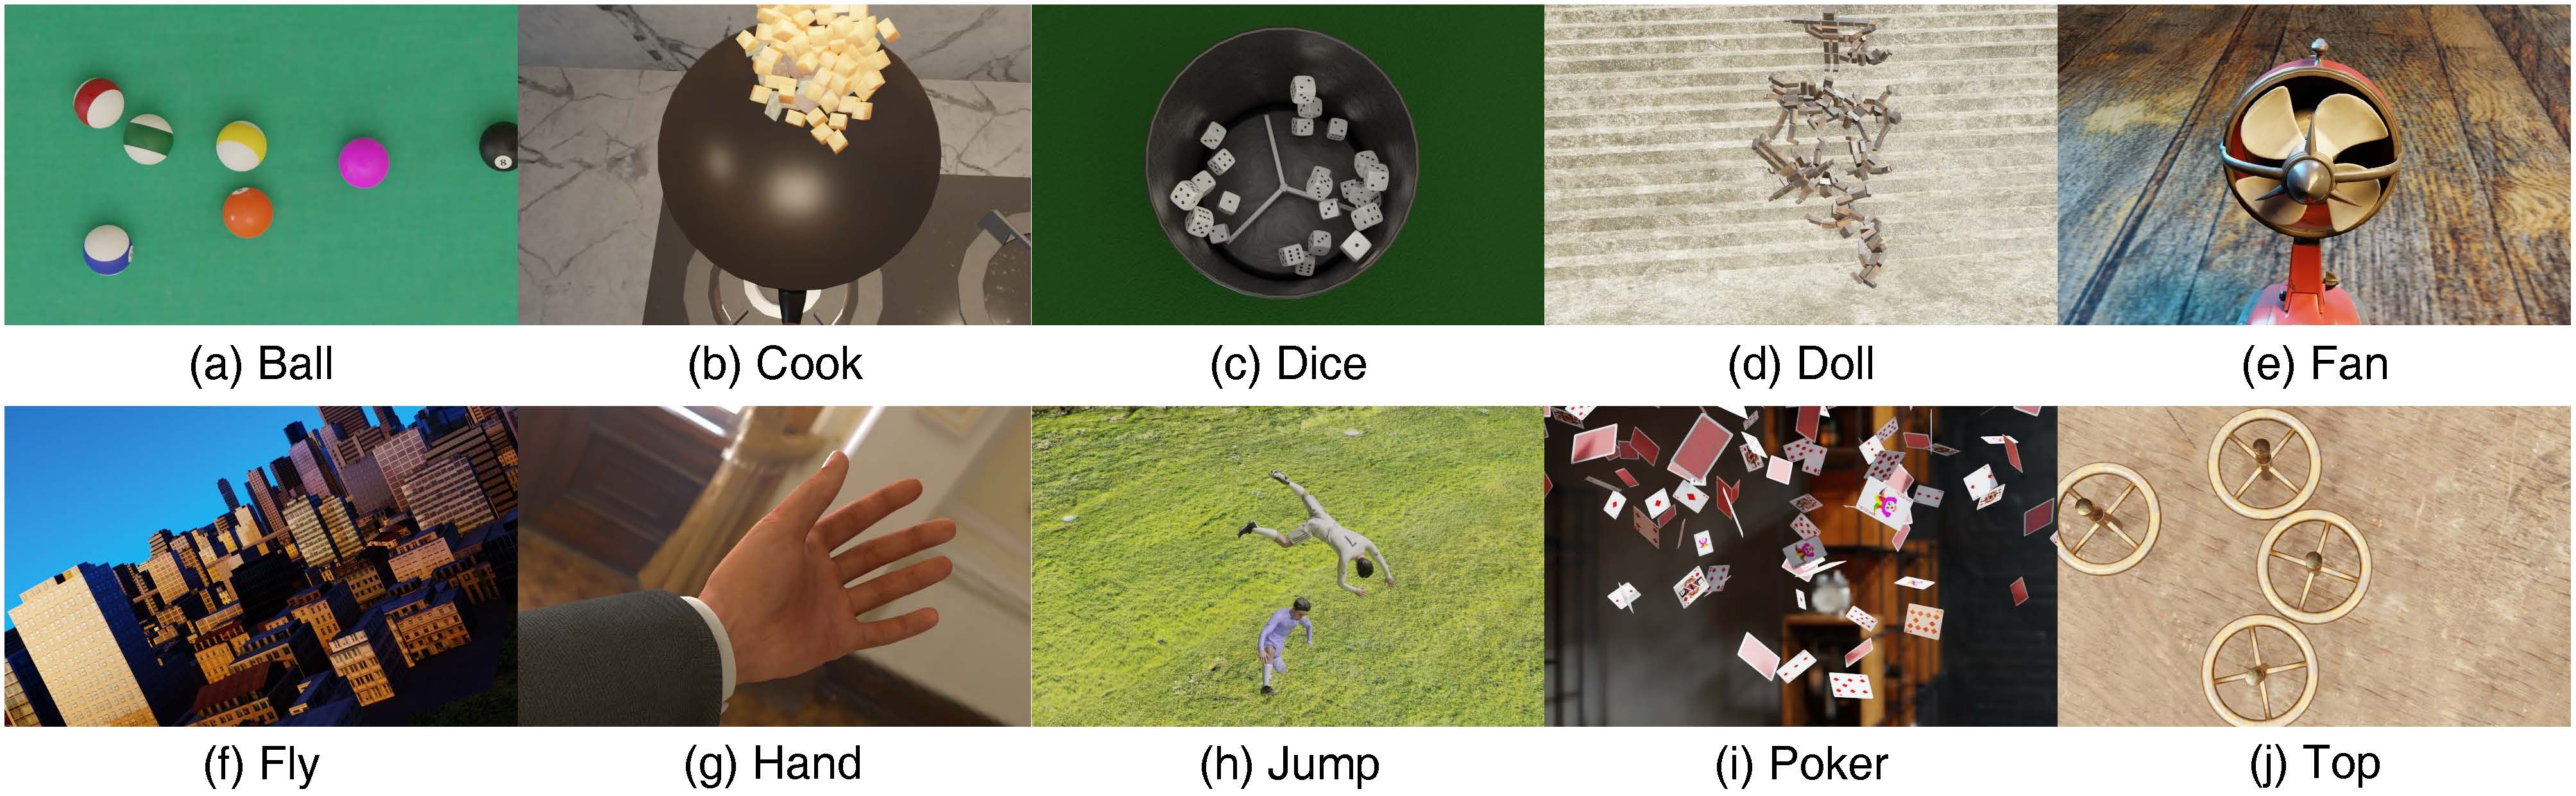 8
(a) Ball
(b) Cook
(c) Dice
(d) Doll
(e) Fan
(f) Fly
(g) Hand
(h) Jump
(i) Poker
(j) Top